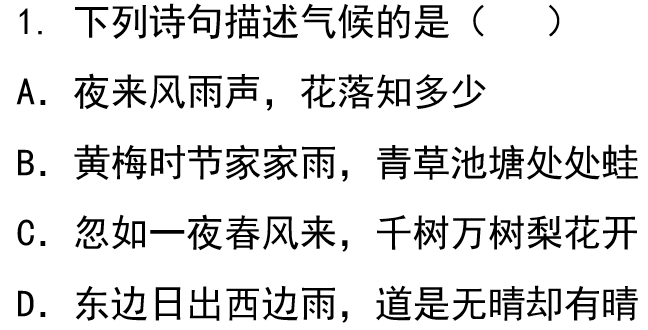 1. 下列诗句描述气候的是（　　）
A. 夜来风雨声，花落知多少
B. 黄梅时节家家雨，青草池塘处处蛙
C. 忽如一夜春风来，千树万树梨花开
D. 东边日出西边雨，道是无晴却有晴